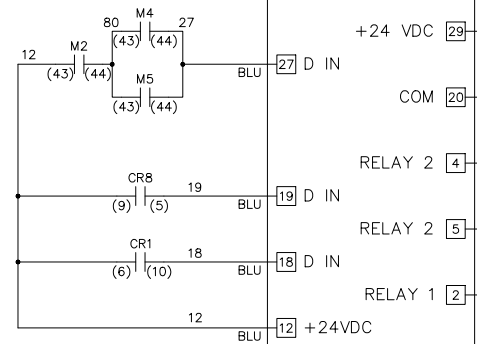 M4
80 27
+24 VDC 29
(43) (44)
M2
12
27 D IN
(43) (44)
BLU
M5
COM 20
(43) (44)
RELAY 2 4
CR8
19
19 D IN
(9) (5)
BLU
RELAY 2 5
CR1
18
18 D IN
(6) (10)
BLU
RELAY 1 2
12
12 +24VDC
BLU